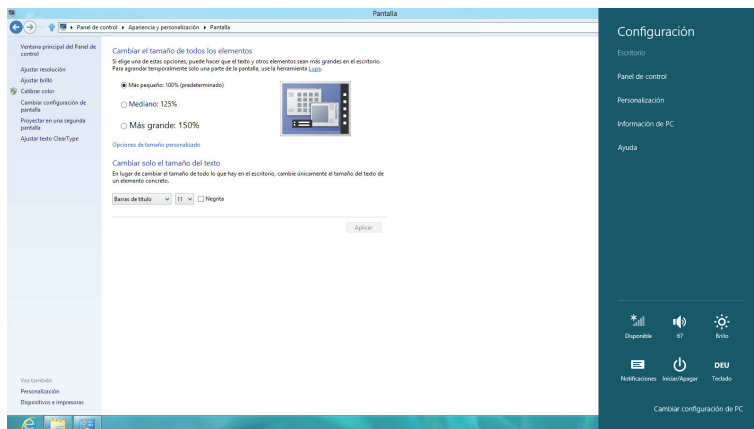 Pantalla
Panel de control ▸ Apariencia y personalización ▸ Pantalla
Ventana principal del Panel de
control
Ajustar resolución
Ajustar brillo
Calibrar color
Cambiar configuración de
pantalla
Proyectar en una segunda
pantalla
Ajustar texto ClearType
Vea también
Personalización
Dispositivos e impresoras
Cambiar el tamaño de todos los elementos
Si elige una de estas opciones, puede hacer que el texto y otros elementos sean más grandes en el escritorio.
Para agrandar temporalmente solo una parte de la pantalla, use la herramienta Lupa.
Más pequeño: 100% (predeterminado)
Mediano: 125%
Más grande: 150%
Opciones de tamaño personalizado
Cambiar solo el tamaño del texto
En lugar de cambiar el tamaño de todo lo que hay en el escritorio, cambie únicamente el tamaño del texto de
un elemento concreto.
Barras de título 11 Negrita
Aplicar
Configuración
Escritorio
Panel de control
Personalización
Información de PC
Ayuda
Disponible 67 Brillo
DEU
Notificaciones Iniciar/Apagar Teclado
Cambiar configuración de PC